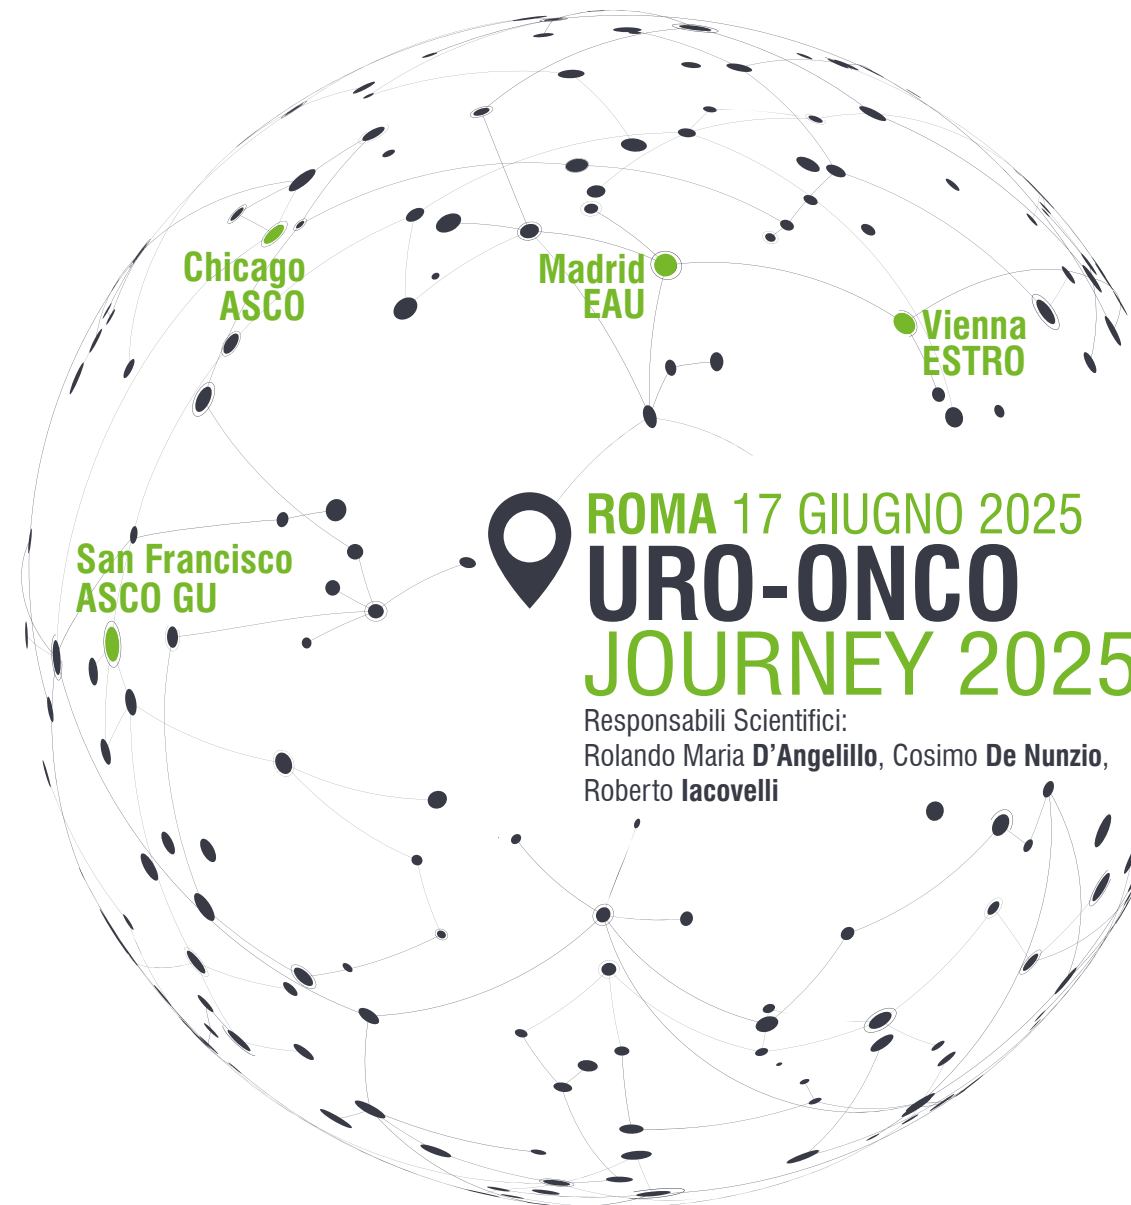 Chicago
ASCO
Madrid
EAU
Vienna
ESTRO
San Francisco
ASCO GU
ROMA 17 GIUGNO 2025
URO-ONCO
JOURNEY 2025
Responsabili Scientifici:
Rolando Maria D'Angelillo, Cosimo De Nunzio,
Roberto Iacovelli